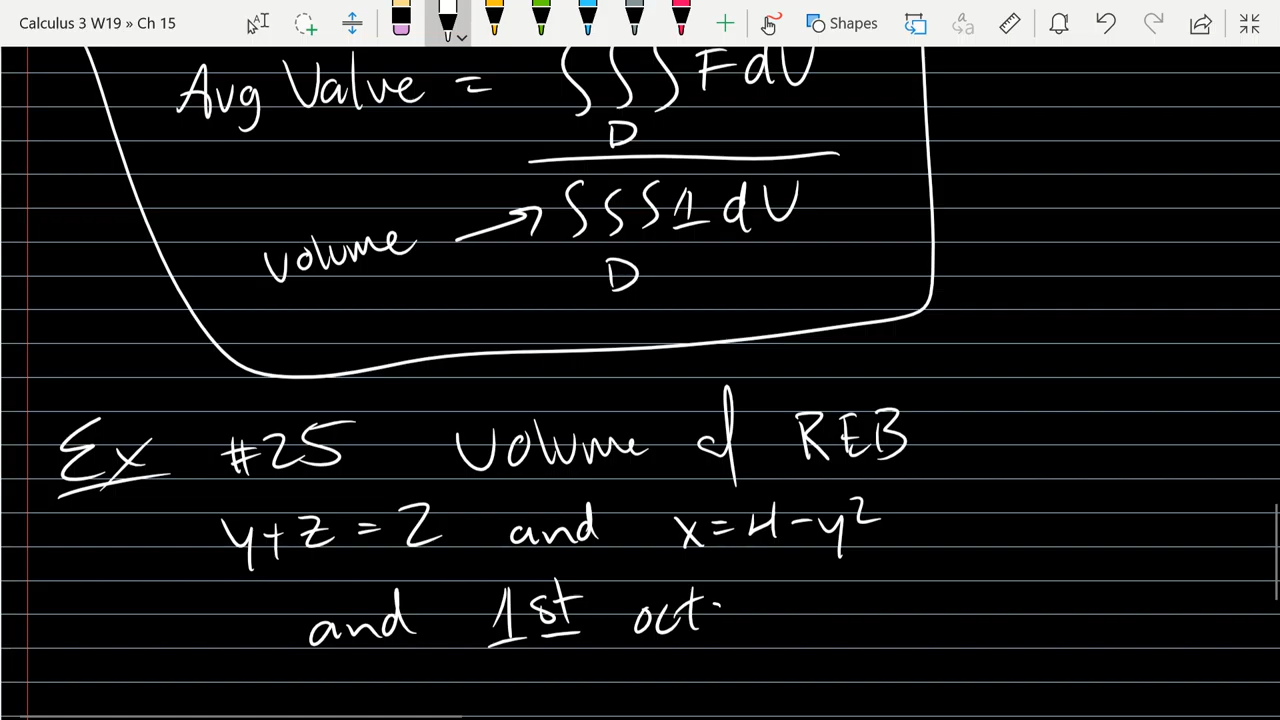 Calculus 3 W19 » Ch 15
Shapes
Avg Value = ∫∫∫ F dV
D
∫∫∫ 1 dV
volume →
D
Ex #25 Volume of REB
y+z=2 and x=4-y²
and 1st oct.